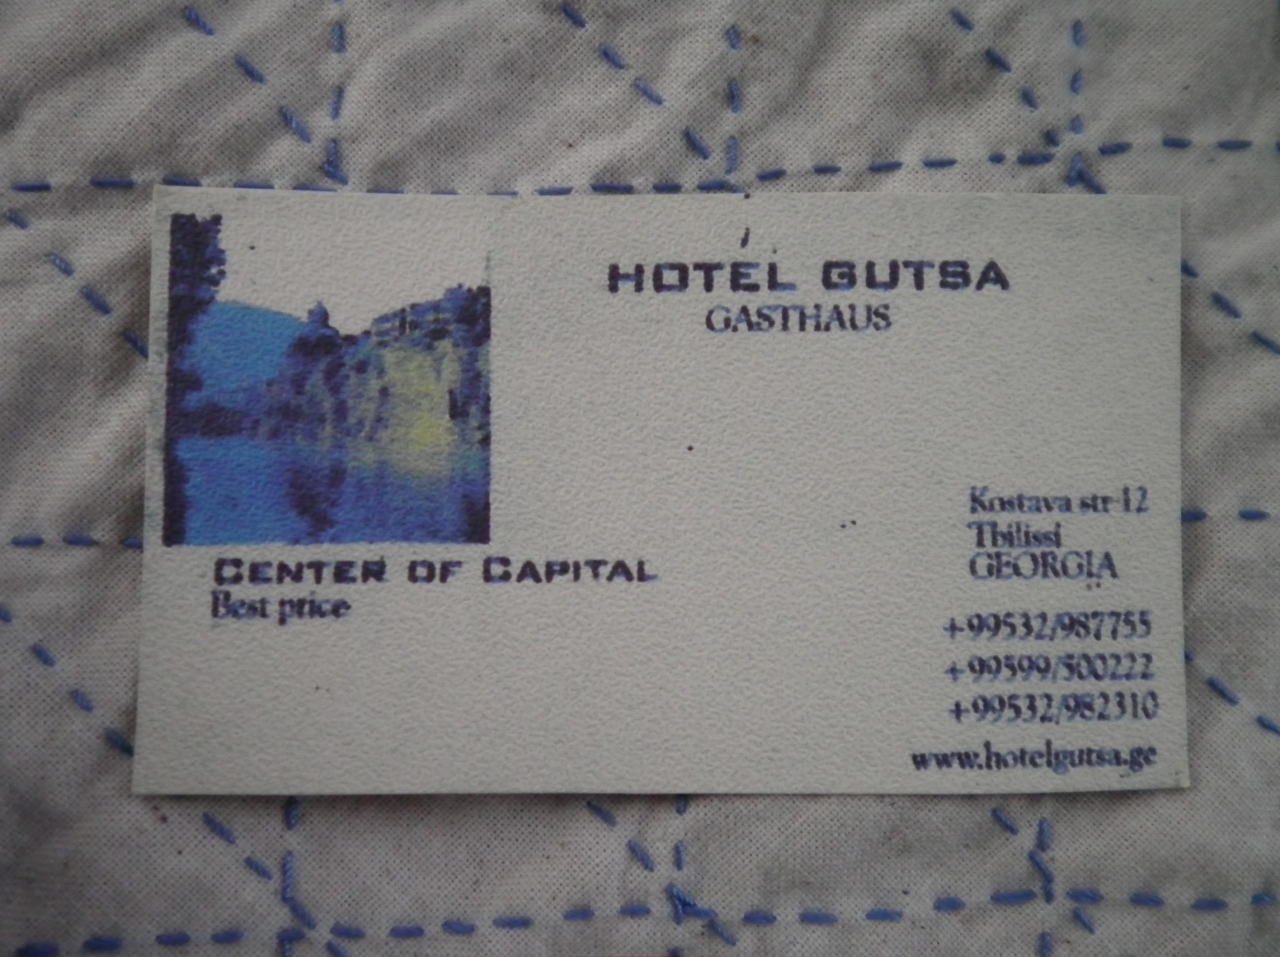 HOTEL GUTSA
GASTHAUS
CENTER OF CAPITAL
Best price
Kostava str 12
Tbilissi
GEORGIA
+99532/987755
+99599/500222
+99532/982310
www.hotelgutsa.ge